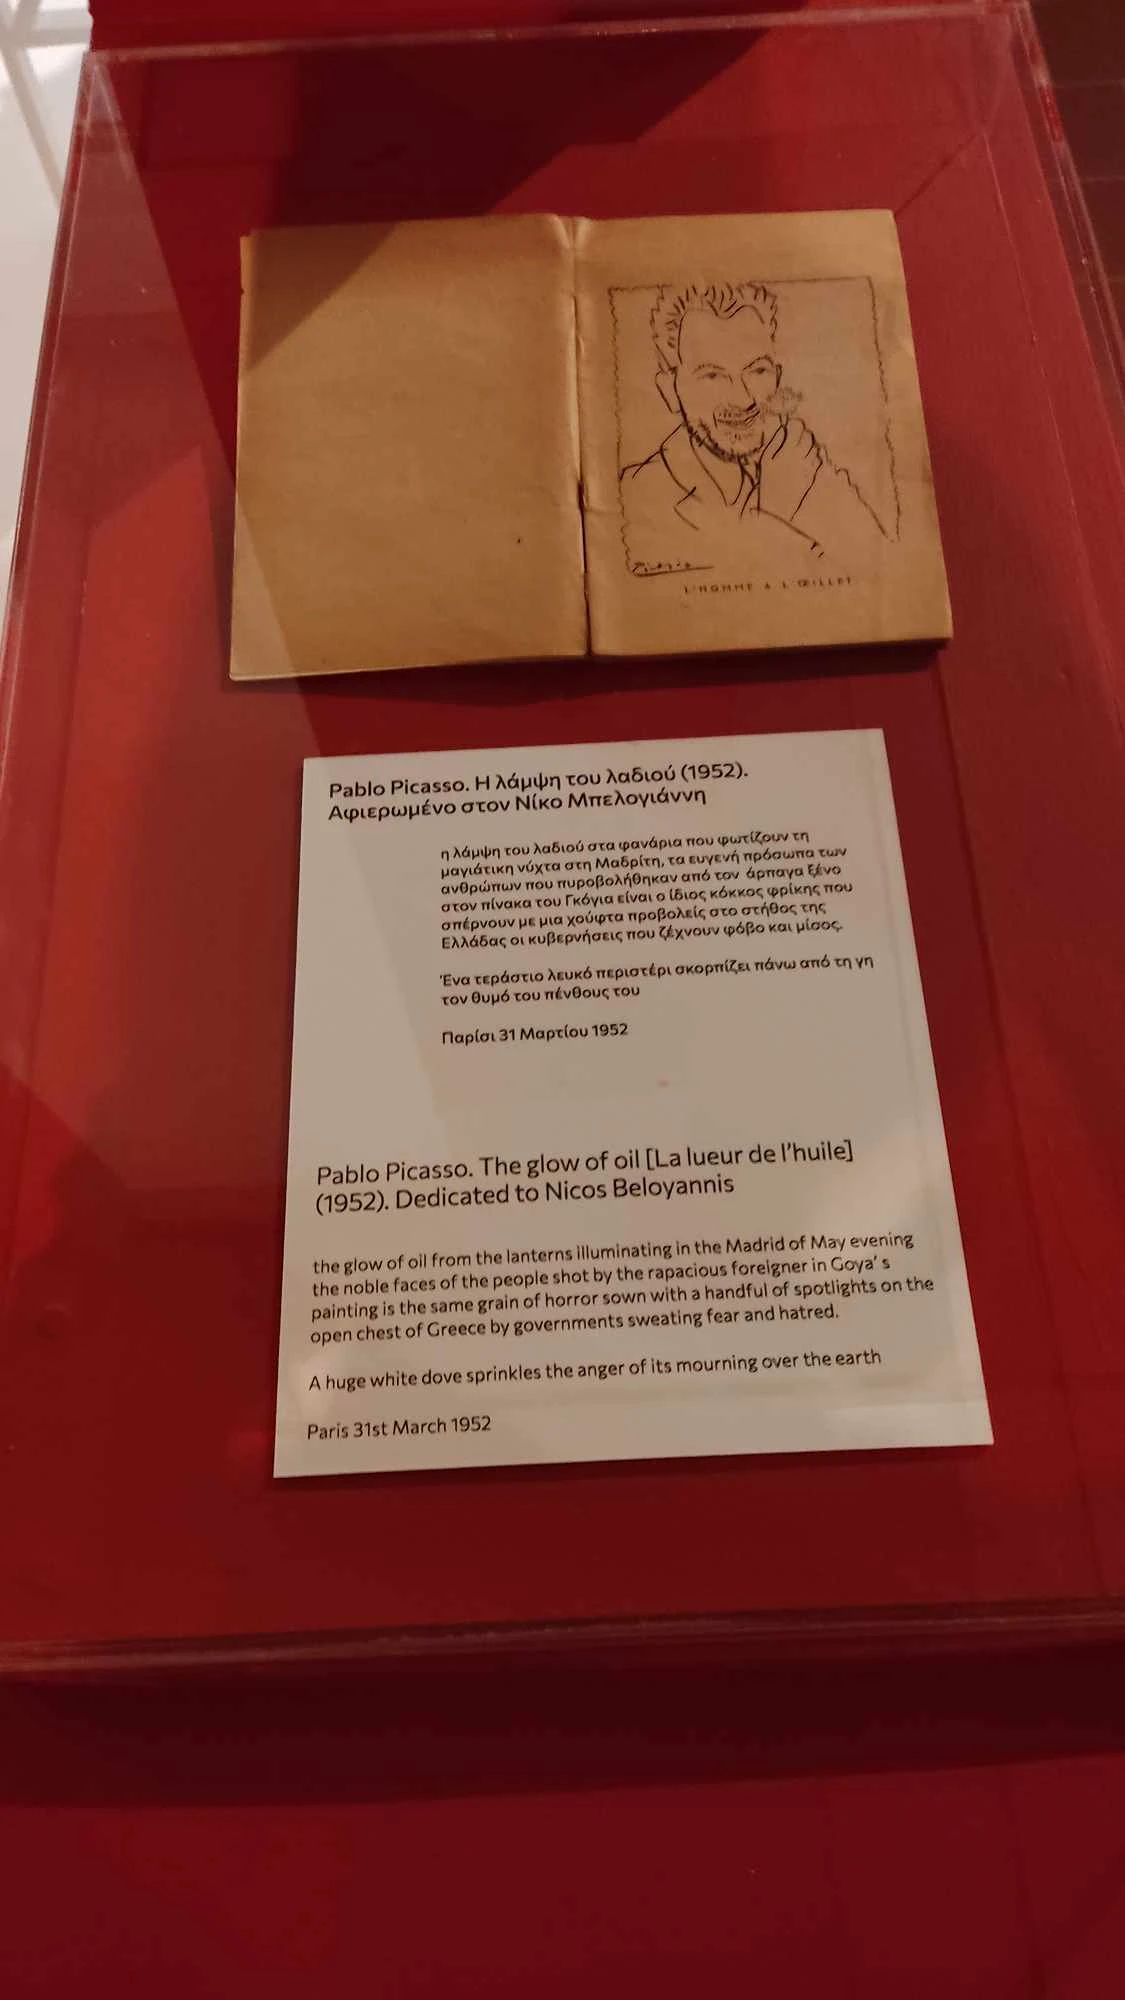 Picasso
L'HOMME A L'ŒILLET
Pablo Picasso. Η λάμψη του λαδιού (1952).
Αφιερωμένο στον Νίκο Μπελογιάννη
η λάμψη του λαδιού στα φανάρια που φωτίζουν τη
μαγιάτικη νύχτα στη Μαδρίτη, τα ευγενή πρόσωπα των
ανθρώπων που πυροβολήθηκαν από τον άρπαγα ξένο
στον πίνακα του Γκόγια είναι ο ίδιος κόκκος φρίκης που
σπέρνουν με μια χούφτα προβολείς στο στήθος της
Ελλάδας οι κυβερνήσεις που ζέχνουν φόβο και μίσος.
Ένα τεράστιο λευκό περιστέρι σκορπίζει πάνω από τη γη
τον θυμό του πένθους του
Παρίσι 31 Μαρτίου 1952
Pablo Picasso. The glow of oil [La lueur de l'huile]
(1952). Dedicated to Nicos Beloyannis
the glow of oil from the lanterns illuminating in the Madrid of May evening
the noble faces of the people shot by the rapacious foreigner in Goya' s
painting is the same grain of horror sown with a handful of spotlights on the
open chest of Greece by governments sweating fear and hatred.
A huge white dove sprinkles the anger of its mourning over the earth
Paris 31st March 1952